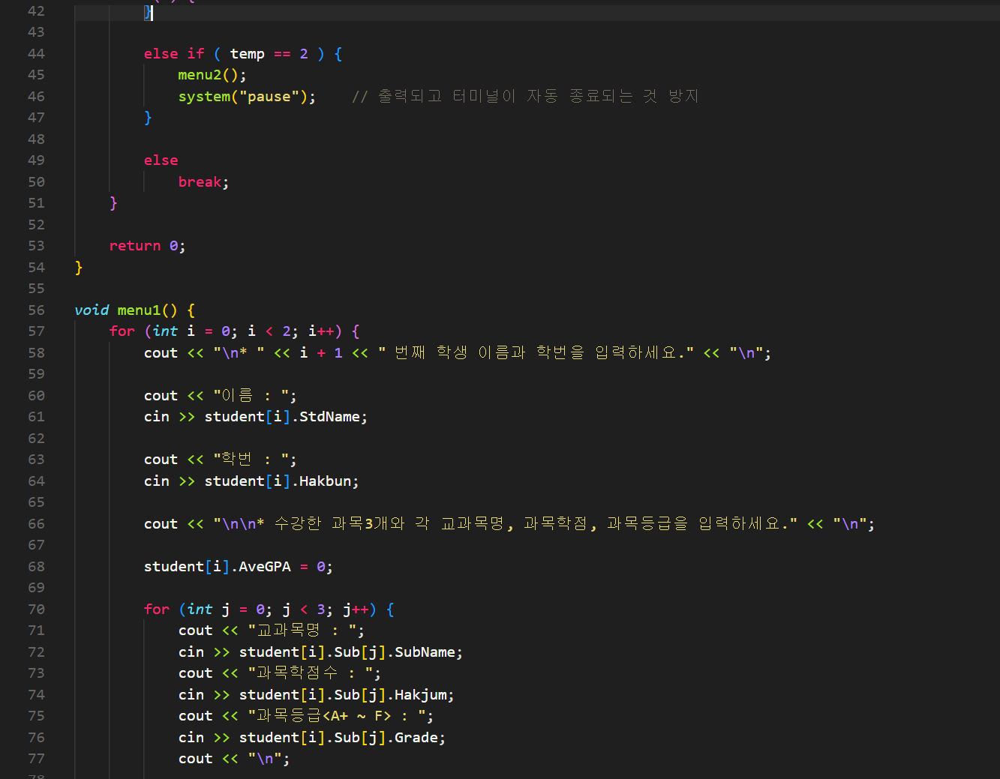 42 }
43
44 else if ( temp == 2 ) {
45 menu2();
46 system("pause"); // 출력되고 터미널이 자동 종료되는 것 방지
47 }
48
49 else
50 break;
51 }
52
53 return 0;
54 }
55
56 void menu1() {
57 for (int i = 0; i < 2; i++) {
58 cout << "\n* " << i + 1 << " 번째 학생 이름과 학번을 입력하세요." << "\n";
59
60 cout << "이름 : ";
61 cin >> student[i].StdName;
62
63 cout << "학번 : ";
64 cin >> student[i].Hakbun;
65
66 cout << "\n\n* 수강한 과목3개와 각 교과목명, 과목학점, 과목등급을 입력하세요." << "\n";
67
68 student[i].AveGPA = 0;
69
70 for (int j = 0; j < 3; j++) {
71 cout << "교과목명 : ";
72 cin >> student[i].Sub[j].SubName;
73 cout << "과목학점수 : ";
74 cin >> student[i].Sub[j].Hakjum;
75 cout << "과목등급<A+ ~ F> : ";
76 cin >> student[i].Sub[j].Grade;
77 cout << "\n";